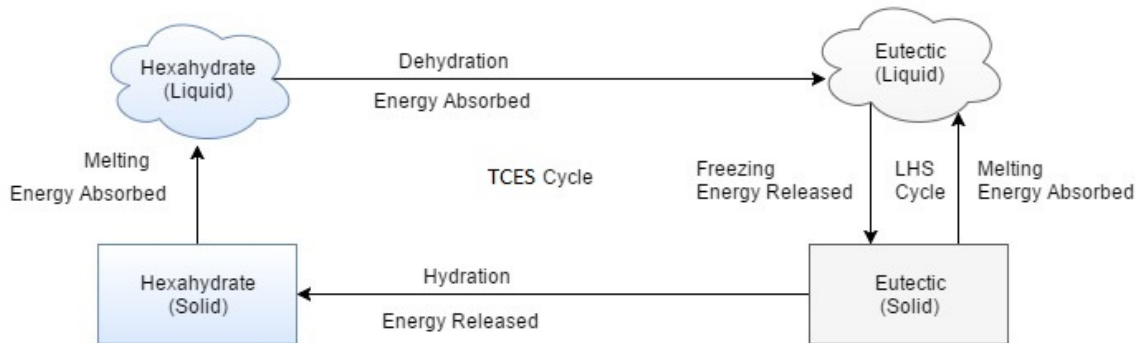 Hexahydrate
(Liquid)
Dehydration
Energy Absorbed
Eutectic
(Liquid)
Melting
Energy Absorbed
TCES Cycle
Freezing
Energy Released
LHS
Cycle
Melting
Energy Absorbed
Hexahydrate
(Solid)
Hydration
Energy Released
Eutectic
(Solid)